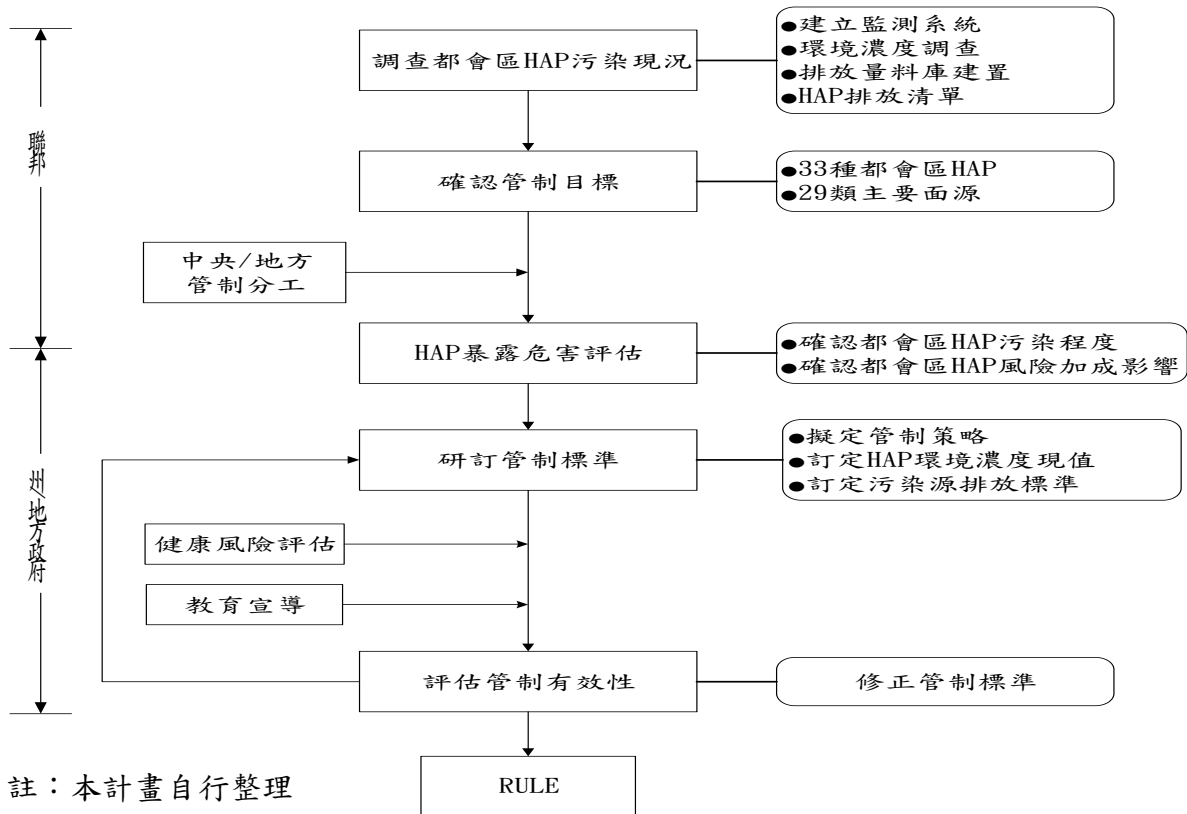 調查都會區HAP污染現況
●建立監測系統
●環境濃度調查
●排放量料庫建置
●HAP排放清單
聯邦
確認管制目標
●33種都會區HAP
●29類主要面源
中央/地方
管制分工
HAP暴露危害評估
●確認都會區HAP污染程度
●確認都會區HAP風險加成影響
州/地方政府
研訂管制標準
●擬定管制策略
●訂定HAP環境濃度現值
●訂定污染源排放標準
健康風險評估
教育宣導
評估管制有效性
修正管制標準
RULE
註：本計畫自行整理